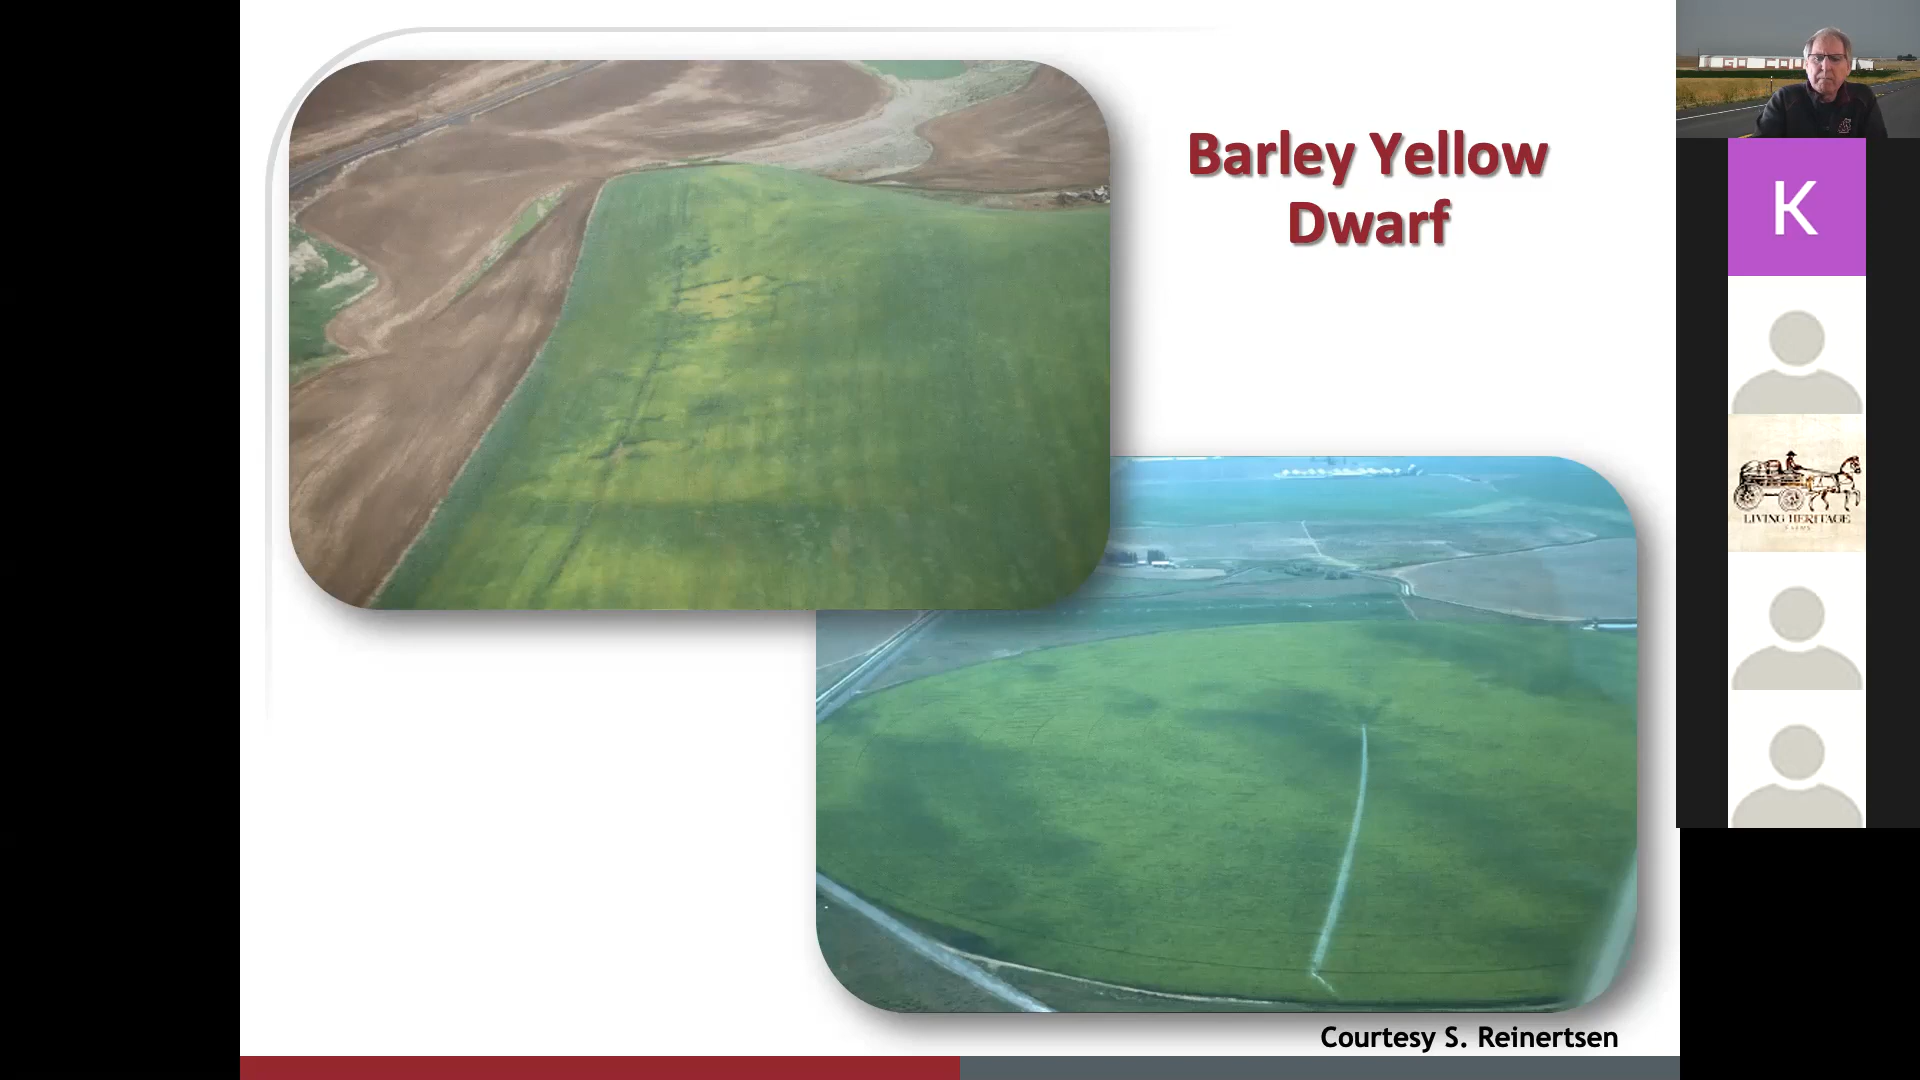 Barley Yellow
Dwarf
K
LIVING HERITAGE
FARMS
Courtesy S. Reinertsen